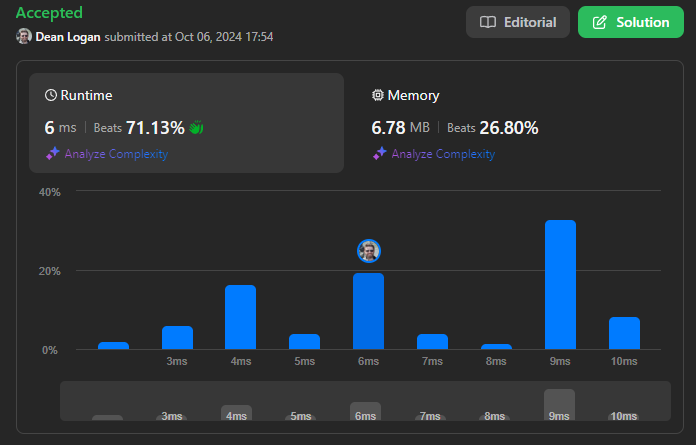 Accepted
Editorial
Solution
Dean Logan submitted at Oct 06, 2024 17:54
Runtime
6 ms | Beats 71.13%
Analyze Complexity
Memory
6.78 MB | Beats 26.80%
Analyze Complexity
40%
20%
0%
3ms 4ms 5ms 6ms 7ms 8ms 9ms 10ms
3ms 4ms 5ms 6ms 7ms 8ms 9ms 10ms